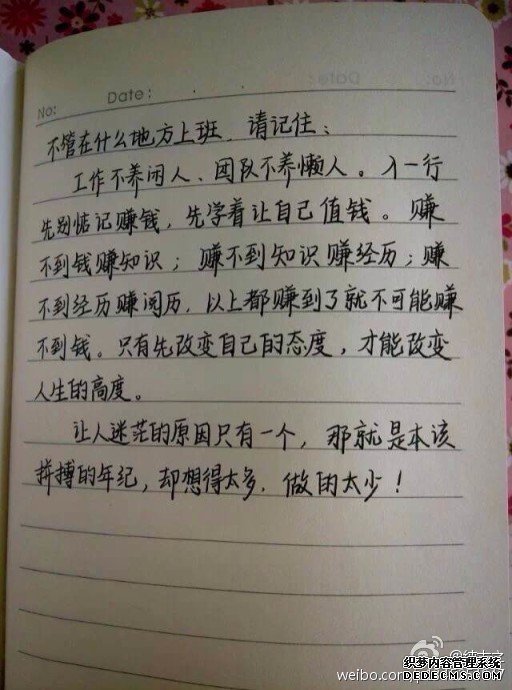 No:
Date:
不管在什么地方上班、请记住：
工作不养闲人、团队不养懒人。入一行
先别惦记赚钱，先学着让自己值钱。赚
不到钱赚知识；赚不到知识赚经历；赚
不到经历赚阅历，以上都赚到了就不可能赚
不到钱。只有先改变自己的态度，才能改变
人生的高度。
让人迷茫的原因只有一个，那就是本该
拼搏的年纪，却想得太多、做的太少！
weibo.com
织梦内容管理系统
DEDECMS.COM